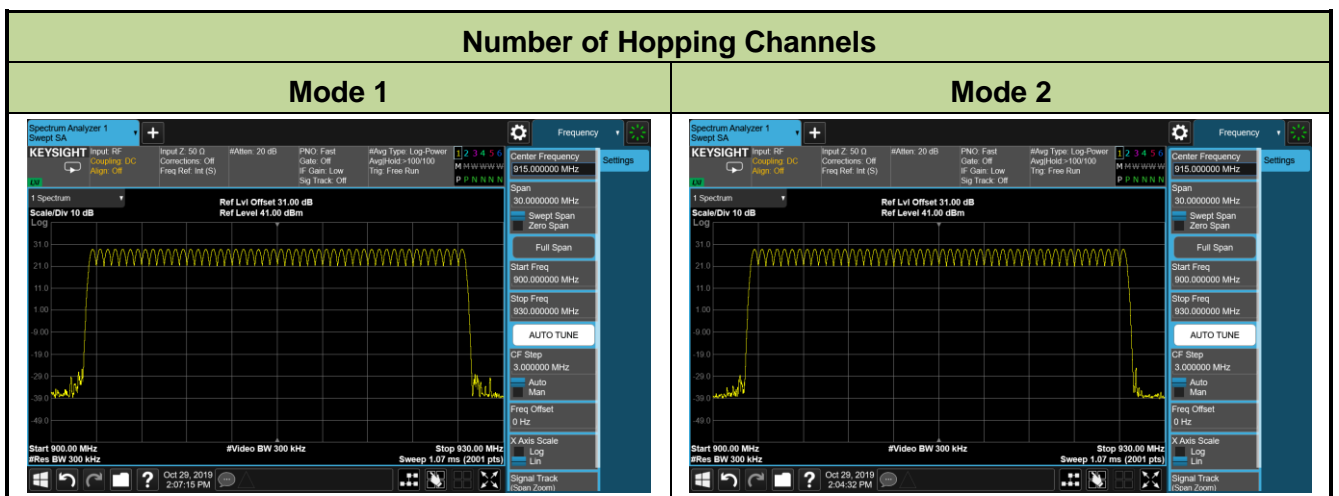 Number of Hopping Channels
Mode 1
Mode 2
Spectrum Analyzer 1
Swept SA
Frequency
KEYSIGHT
Input: RF
Coupling: DC
Align: Off
Input Z: 50 Ω
Corrections: Off
Freq Ref: Int (S)
#Atten: 20 dB
PNO: Fast
Gate: Off
IF Gain: Low
Sig Track: Off
#Avg Type: Log-Power
Avg|Hold:>100/100
Trig: Free Run
1 2 3 4 5 6
M M W W W W
P P N N N N
LW
1 Spectrum
Scale/Div 10 dB
Log
Ref Lvl Offset 31.00 dB
Ref Level 41.00 dBm
31.0
21.0
11.0
1.00
-9.00
-19.0
-29.0
-39.0
-49.0
Start 900.00 MHz
#Res BW 300 kHz
#Video BW 300 kHz
Stop 930.00 MHz
Sweep 1.07 ms (2001 pts)
Oct 29, 2019
2:07:15 PM
Center Frequency
915.000000 MHz
Settings
Span
30.0000000 MHz
Swept Span
Zero Span
Full Span
Start Freq
900.000000 MHz
Stop Freq
930.000000 MHz
AUTO TUNE
CF Step
3.000000 MHz
Auto
Man
Freq Offset
0 Hz
X Axis Scale
Log
Lin
Signal Track
(Span Zoom)
Spectrum Analyzer 1
Swept SA
Frequency
KEYSIGHT
Input: RF
Coupling: DC
Align: Off
Input Z: 50 Ω
Corrections: Off
Freq Ref: Int (S)
#Atten: 20 dB
PNO: Fast
Gate: Off
IF Gain: Low
Sig Track: Off
#Avg Type: Log-Power
Avg|Hold:>100/100
Trig: Free Run
1 2 3 4 5 6
M M W W W W
P P N N N N
LW
1 Spectrum
Scale/Div 10 dB
Log
Ref Lvl Offset 31.00 dB
Ref Level 41.00 dBm
31.0
21.0
11.0
1.00
-9.00
-19.0
-29.0
-39.0
-49.0
Start 900.00 MHz
#Res BW 300 kHz
#Video BW 300 kHz
Stop 930.00 MHz
Sweep 1.07 ms (2001 pts)
Oct 29, 2019
2:04:32 PM
Center Frequency
915.000000 MHz
Settings
Span
30.0000000 MHz
Swept Span
Zero Span
Full Span
Start Freq
900.000000 MHz
Stop Freq
930.000000 MHz
AUTO TUNE
CF Step
3.000000 MHz
Auto
Man
Freq Offset
0 Hz
X Axis Scale
Log
Lin
Signal Track
(Span Zoom)